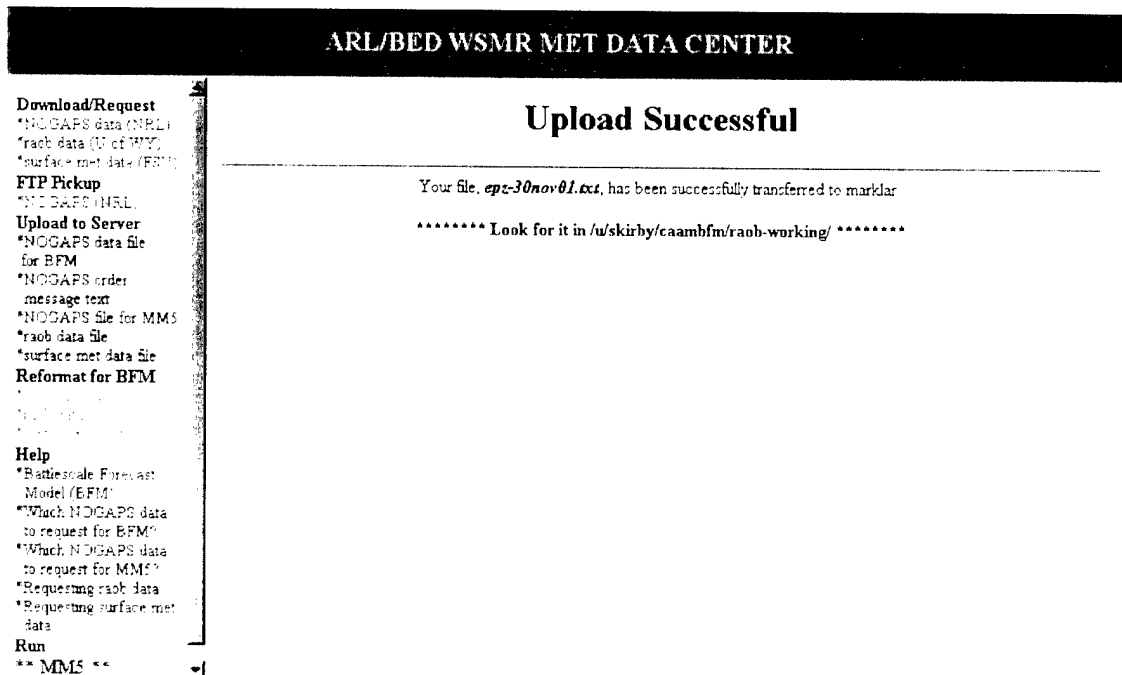 ARL/BED WSMR MET DATA CENTER
Download/Request
*NOGAPS data (NRL)
*raob data (U of WY)
*surface met data
FTP Pickup
*NOGAPS (NRL)
Upload to Server
*NOGAPS data file
for BFM
*NOGAPS order
message text
*NOGAPS file for MM5
*raob data file
*surface met data file
Reformat for BFM
Help
*Battlescale Forecast
Model (BFM)
*Which NOGAPS data
to request for BFM?
*Which NOGAPS data
to request for MM5?
*Requesting raob data
*Requesting surface met
data
Run
** MM5 **
Upload Successful
Your file, epz-30nov01.txt, has been successfully transferred to marklar
******** Look for it in /u/skirby/caambfm/raob-working/ ********